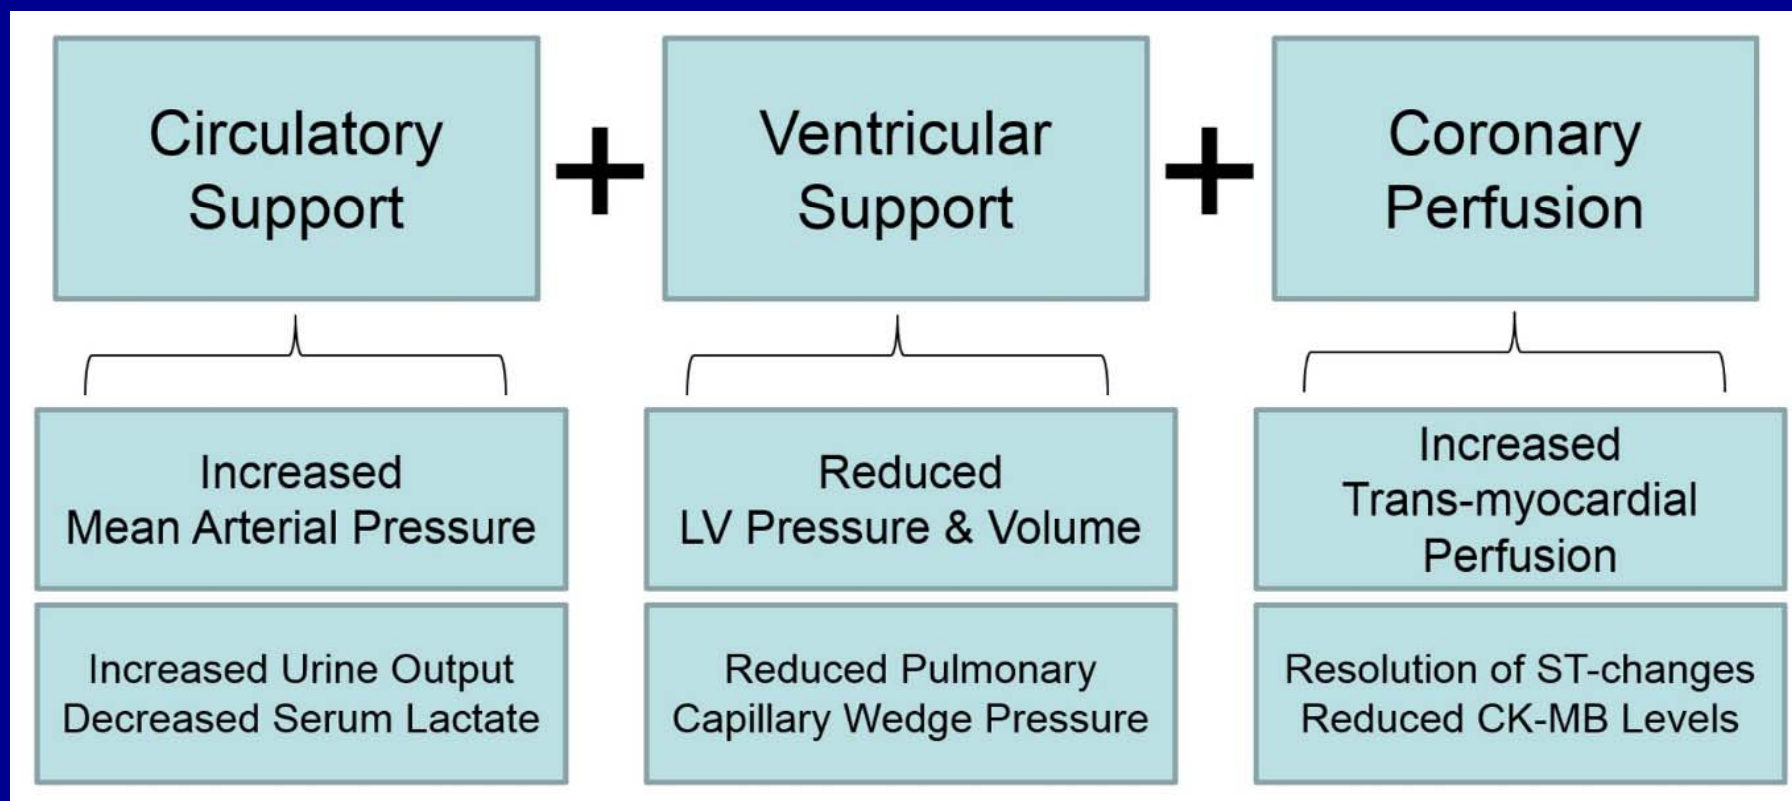 Circulatory
Support
+
Ventricular
Support
+
Coronary
Perfusion
Increased
Mean Arterial Pressure
Reduced
LV Pressure & Volume
Increased
Trans-myocardial
Perfusion
Increased Urine Output
Decreased Serum Lactate
Reduced Pulmonary
Capillary Wedge Pressure
Resolution of ST-changes
Reduced CK-MB Levels